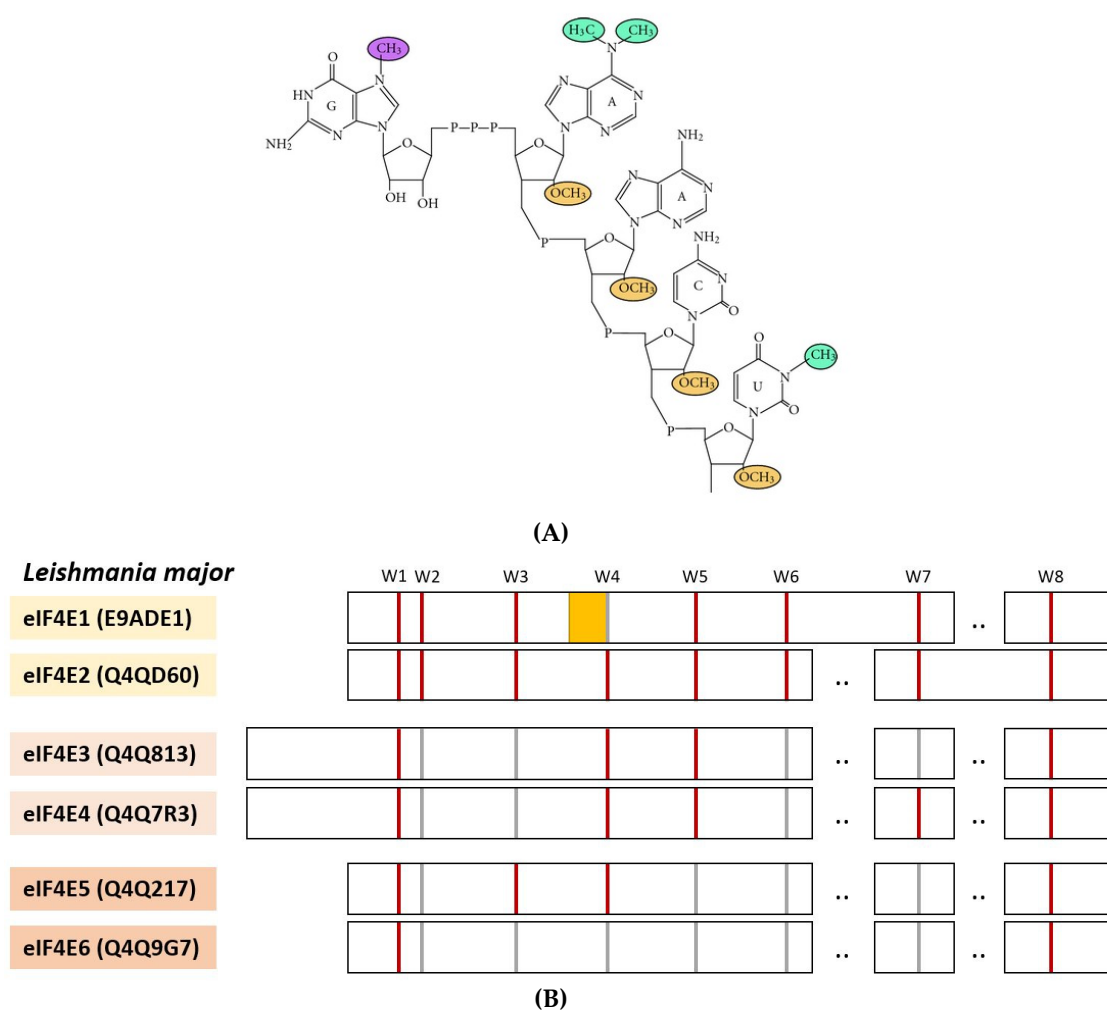 H₃C CH₃
CH₃
O
N
N
HN
G
N
A
N
N
N
N
NH₂
N
N
O
P—P—P
O
NH₂
OH OH
OCH₃
N
A
N
N
N
P
O
NH₂
OCH₃
C
N
N
O
P
O
O
CH₃
OCH₃
N
U
N
O
P
O
OCH₃
(A)
Leishmania major
W1 W2 W3 W4 W5 W6 W7 W8
eIF4E1 (E9ADE1) ..
eIF4E2 (Q4QD60) ..
eIF4E3 (Q4Q813) .. ..
eIF4E4 (Q4Q7R3) .. ..
eIF4E5 (Q4Q217) .. ..
eIF4E6 (Q4Q9G7) .. ..
(B)